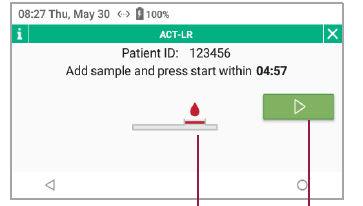 08:27 Thu, May 30 100%
i ACT-LR X
Patient ID: 123456
Add sample and press start within 04:57